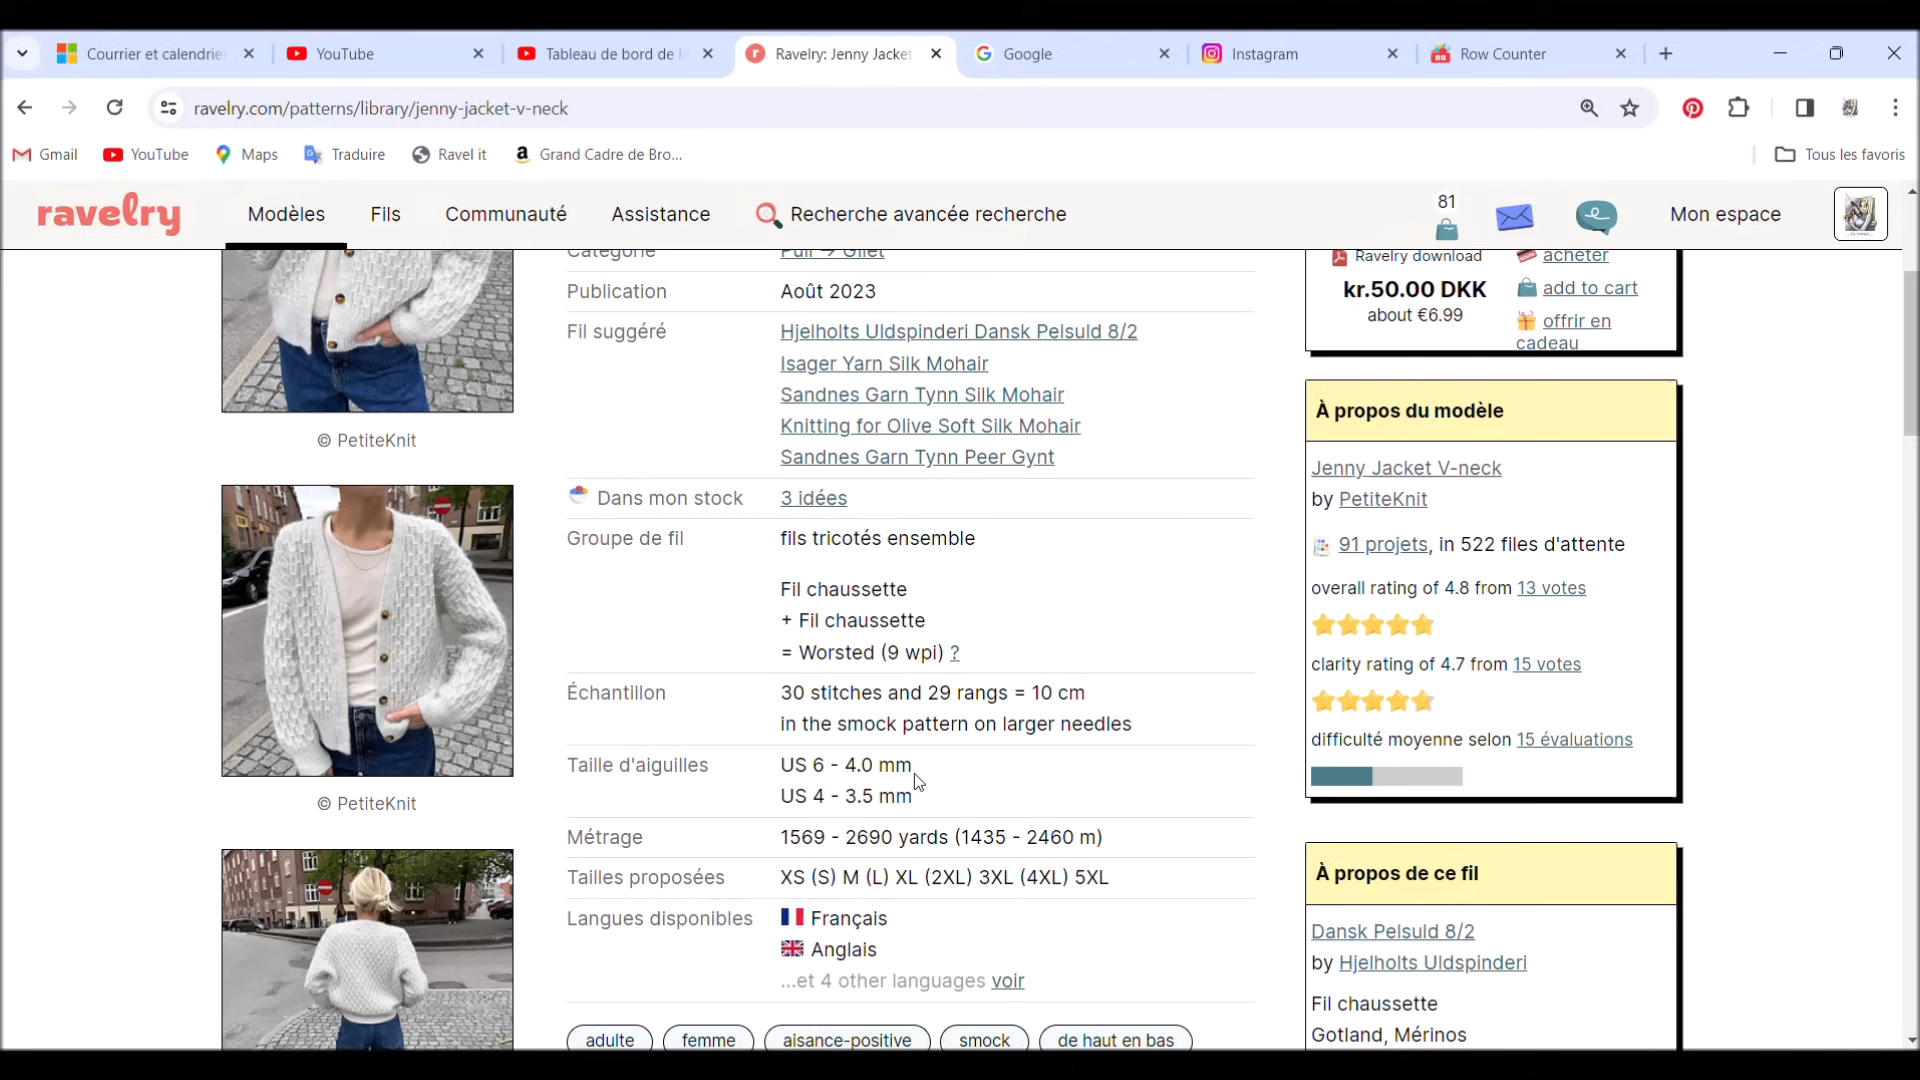 Courrier et calendrie
YouTube
Tableau de bord de l
Ravelry: Jenny Jacket
Google
Instagram
Row Counter
ravelry.com/patterns/library/jenny-jacket-v-neck
Gmail
YouTube
Maps
Traduire
Ravel it
Grand Cadre de Bro...
Tous les favoris
ravelry
Modèles
Fils
Communauté
Assistance
Recherche avancée recherche
81
Mon espace
© PetiteKnit
© PetiteKnit
Catégorie Pull → Gilet
Publication Août 2023
Fil suggéré Hjelholts Uldspinderi Dansk Pelsuld 8/2
Isager Yarn Silk Mohair
Sandnes Garn Tynn Silk Mohair
Knitting for Olive Soft Silk Mohair
Sandnes Garn Tynn Peer Gynt
Dans mon stock 3 idées
Groupe de fil fils tricotés ensemble
Fil chaussette
+ Fil chaussette
= Worsted (9 wpi) ?
Échantillon 30 stitches and 29 rangs = 10 cm
in the smock pattern on larger needles
Taille d'aiguilles US 6 - 4.0 mm
US 4 - 3.5 mm
Métrage 1569 - 2690 yards (1435 - 2460 m)
Tailles proposées XS (S) M (L) XL (2XL) 3XL (4XL) 5XL
Langues disponibles Français
Anglais
...et 4 other languages voir
adulte femme aisance-positive smock de haut en bas
Ravelry download
kr.50.00 DKK
about €6.99
acheter
add to cart
offrir en
cadeau
À propos du modèle
Jenny Jacket V-neck
by PetiteKnit
91 projets, in 522 files d'attente
overall rating of 4.8 from 13 votes
clarity rating of 4.7 from 15 votes
difficulté moyenne selon 15 évaluations
À propos de ce fil
Dansk Pelsuld 8/2
by Hjelholts Uldspinderi
Fil chaussette
Gotland, Mérinos